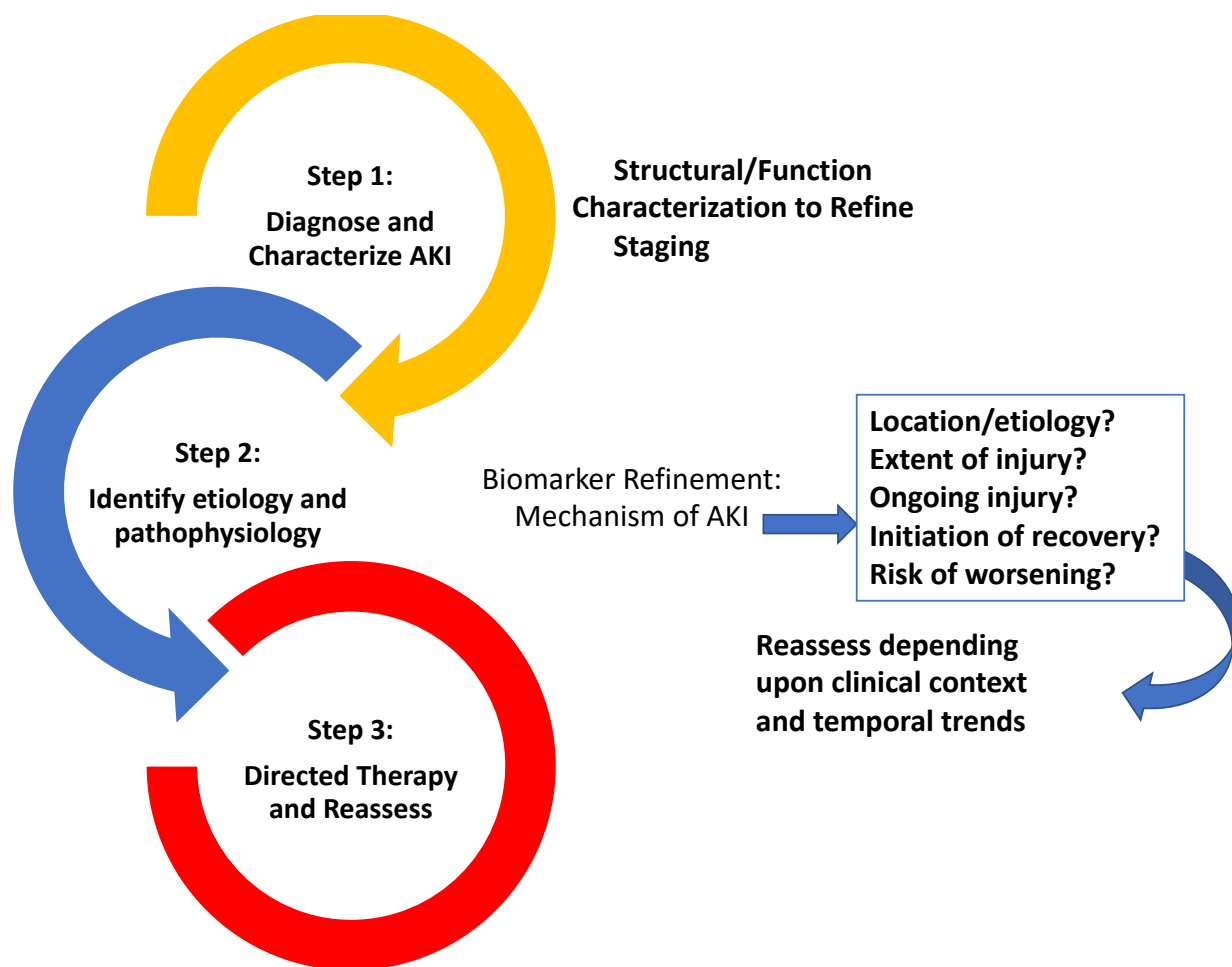 Step 1:
Diagnose and
Characterize AKI
Structural/Function
Characterization to Refine
Staging
Step 2:
Identify etiology and
pathophysiology
Biomarker Refinement:
Mechanism of AKI
Location/etiology?
Extent of injury?
Ongoing injury?
Initiation of recovery?
Risk of worsening?
Reassess depending
upon clinical context
and temporal trends
Step 3:
Directed Therapy
and Reassess